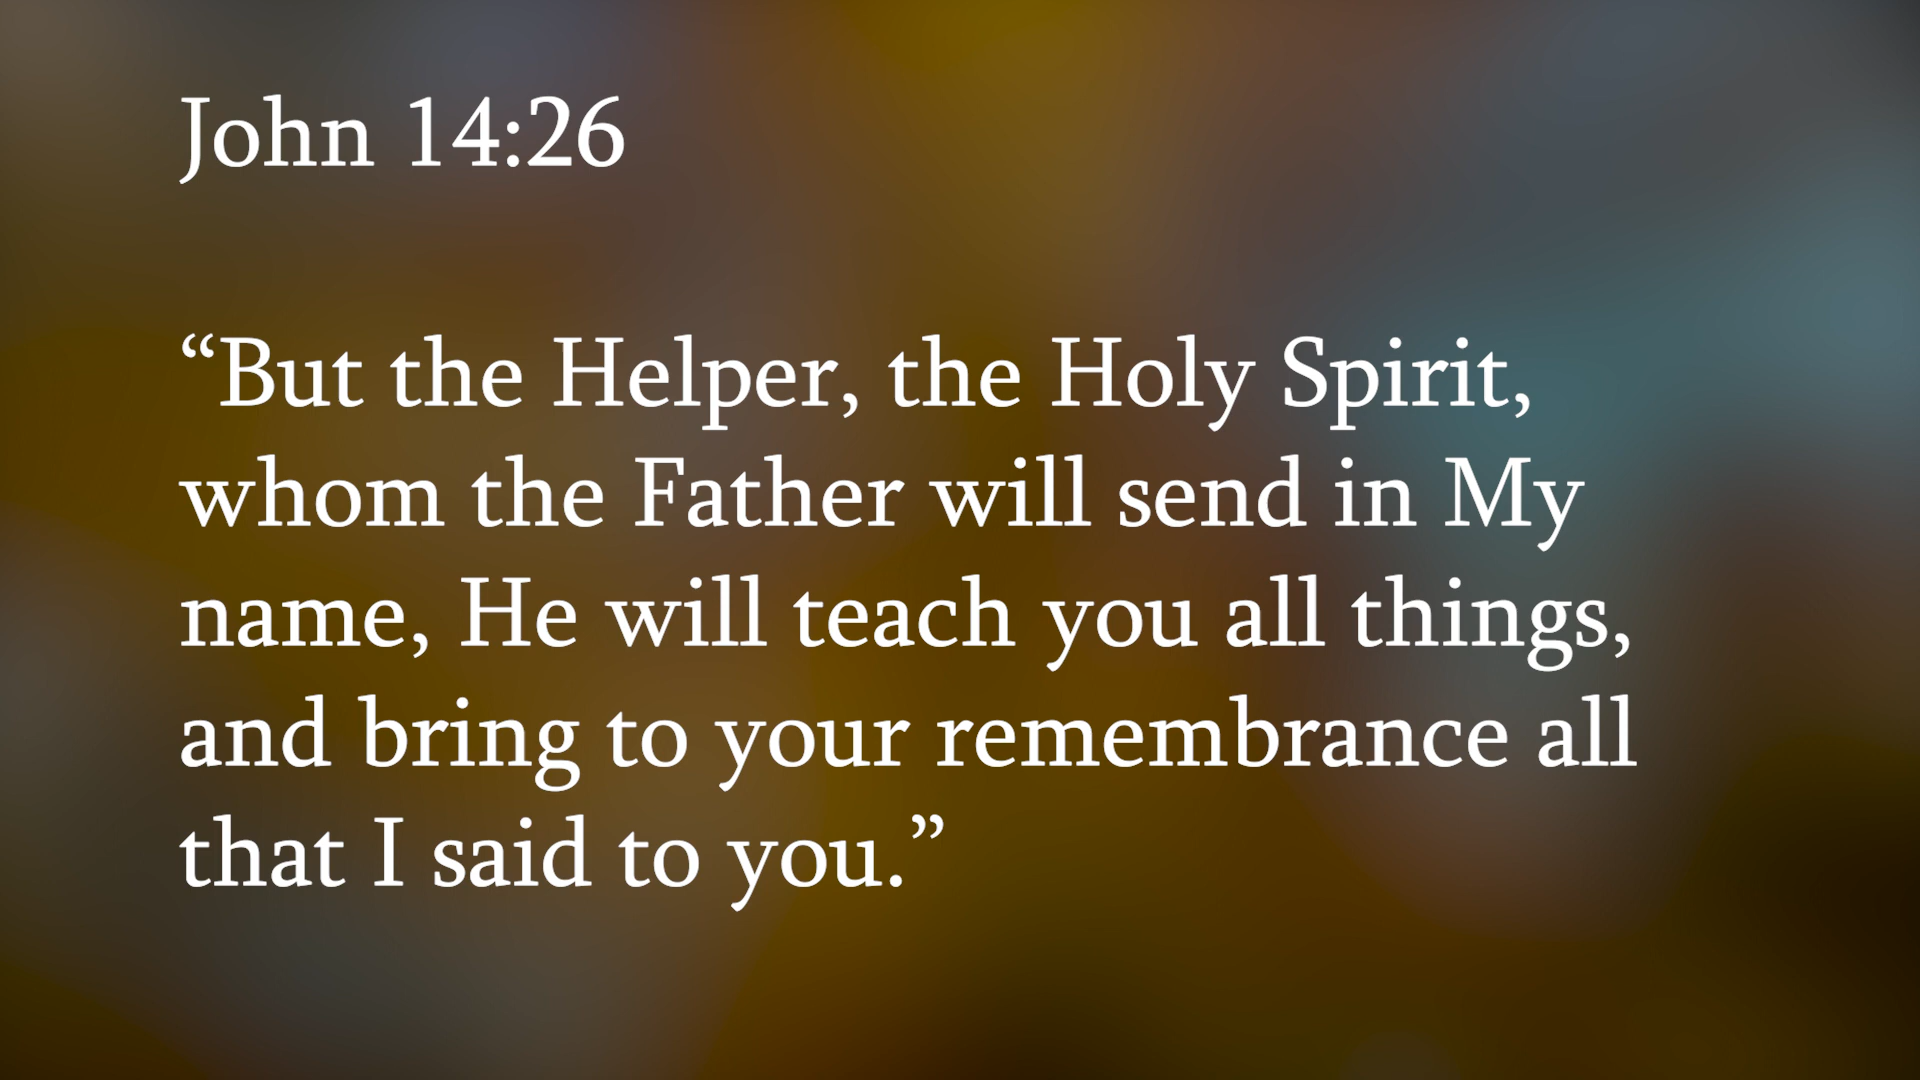 John 14:26
“But the Helper, the Holy Spirit,
whom the Father will send in My
name, He will teach you all things,
and bring to your remembrance all
that I said to you.”